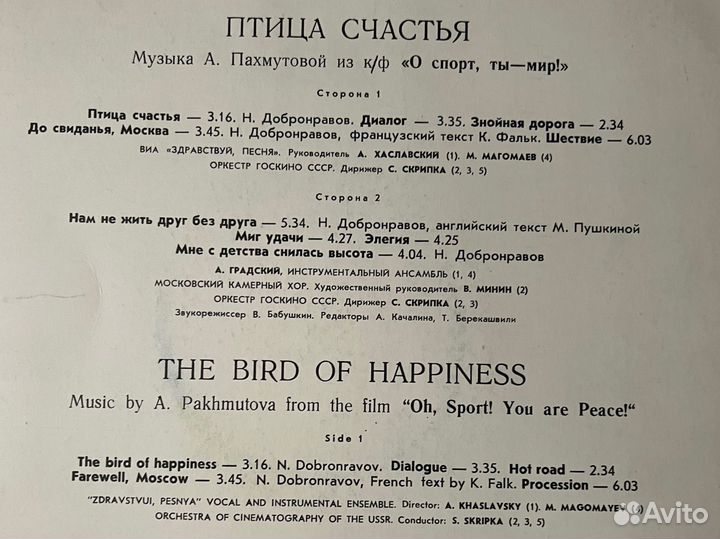 ПТИЦА СЧАСТЬЯ
Музыка А. Пахмутовой из к/ф «О спорт, ты—мир!»
Сторона 1
Птица счастья — 3.16. Н. Добронравов. Диалог — 3.35. Знойная дорога — 2.34
До свиданья, Москва — 3.45. Н. Добронравов, французский текст К. Фальк. Шествие — 6.03
ВИА «ЗДРАВСТВУЙ, ПЕСНЯ». Руководитель А. ХАСЛАВСКИЙ (1). М. МАГОМАЕВ (4)
ОРКЕСТР ГОСКИНО СССР. Дирижер С. СКРИПКА (2, 3, 5)
Сторона 2
Нам не жить друг без друга — 5.34. Н. Добронравов, английский текст М. Пушкиной
Миг удачи — 4.27. Элегия — 4.25
Мне с детства снилась высота — 4.04. Н. Добронравов
А. ГРАДСКИЙ, ИНСТРУМЕНТАЛЬНЫЙ АНСАМБЛЬ (1, 4)
МОСКОВСКИЙ КАМЕРНЫЙ ХОР. Художественный руководитель В. МИНИН (2)
ОРКЕСТР ГОСКИНО СССР. Дирижер С. СКРИПКА (2, 3)
Звукорежиссер В. Бабушкин. Редакторы А. Качалина, Т. Берекашвили
THE BIRD OF HAPPINESS
Music by A. Pakhmutova from the film "Oh, Sport! You are Peace!"
Side 1
The bird of happiness — 3.16. N. Dobronravov. Dialogue — 3.35. Hot road — 2.34
Farewell, Moscow — 3.45. N. Dobronravov, French text by K. Falk. Procession — 6.03
"ZDRAVSTVUI, PESNYA" VOCAL AND INSTRUMENTAL ENSEMBLE. Director: A. KHASLAVSKY (1). M. MAGOMAYEV
ORCHESTRA OF CINEMATOGRAPHY OF THE USSR. Conductor: S. SKRIPKA (2, 3, 5)
Avito